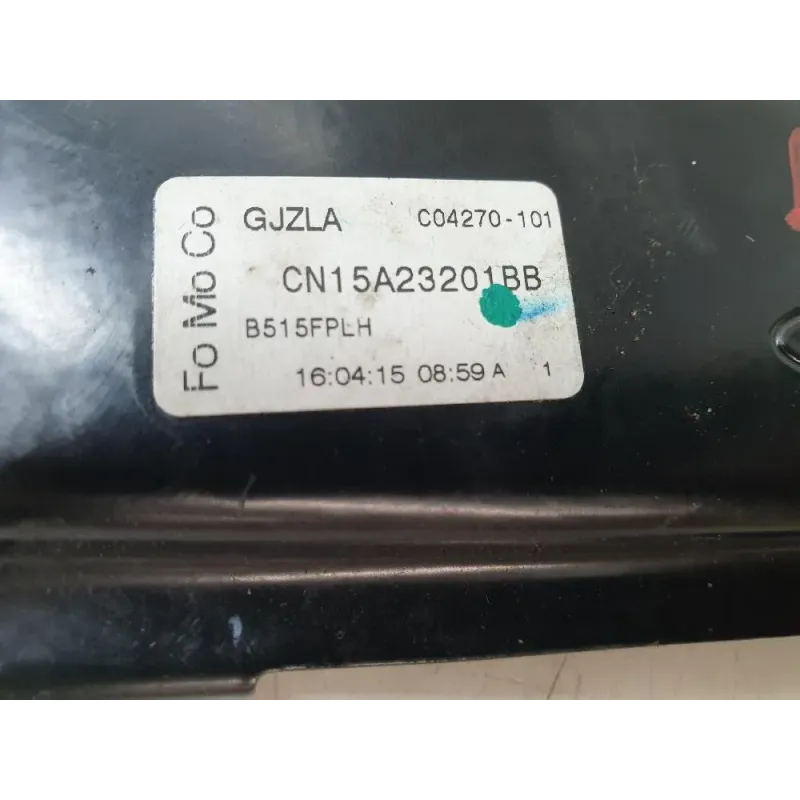 Fo Mo Co
GJZLA C04270-101
CN15A23201BB
B515FPLH
16:04:15 08:59 A 1